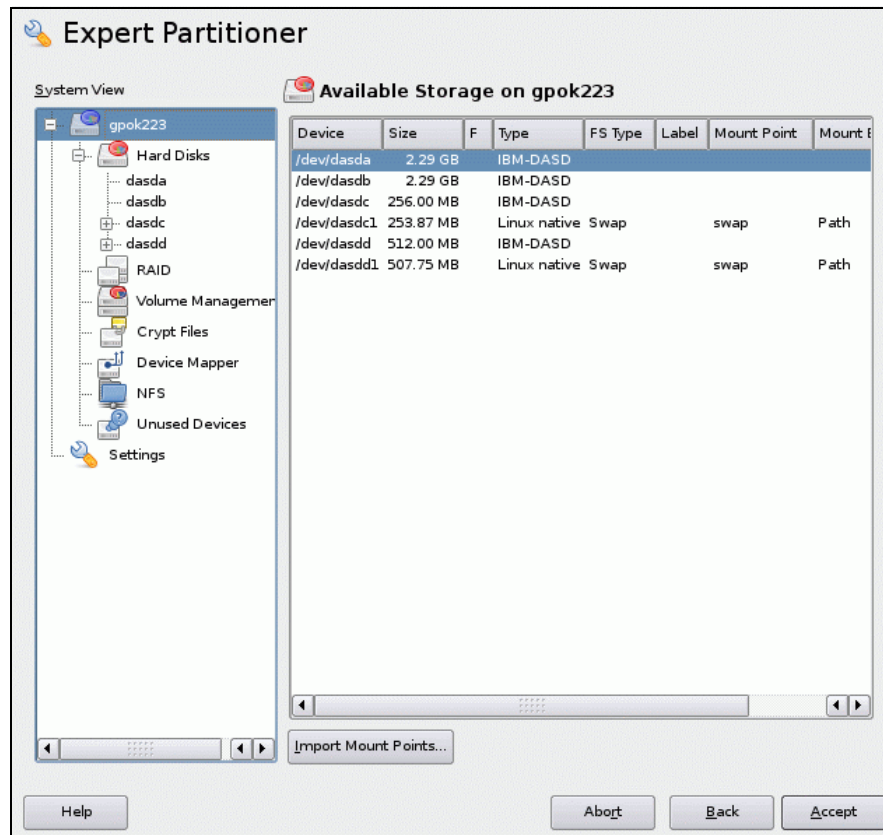 Expert Partitioner
System View
gpok223
Hard Disks
dasda
dasdb
dasdc
dasdd
RAID
Volume Managemer
Crypt Files
Device Mapper
NFS
Unused Devices
Settings
Available Storage on gpok223
Device Size F Type FS Type Label Mount Point Mount E
/dev/dasda 2.29 GB IBM-DASD
/dev/dasdb 2.29 GB IBM-DASD
/dev/dasdc 256.00 MB IBM-DASD
/dev/dasdc1 253.87 MB Linux native Swap swap Path
/dev/dasdd 512.00 MB IBM-DASD
/dev/dasdd1 507.75 MB Linux native Swap swap Path
Import Mount Points...
Help Abort Back Accept